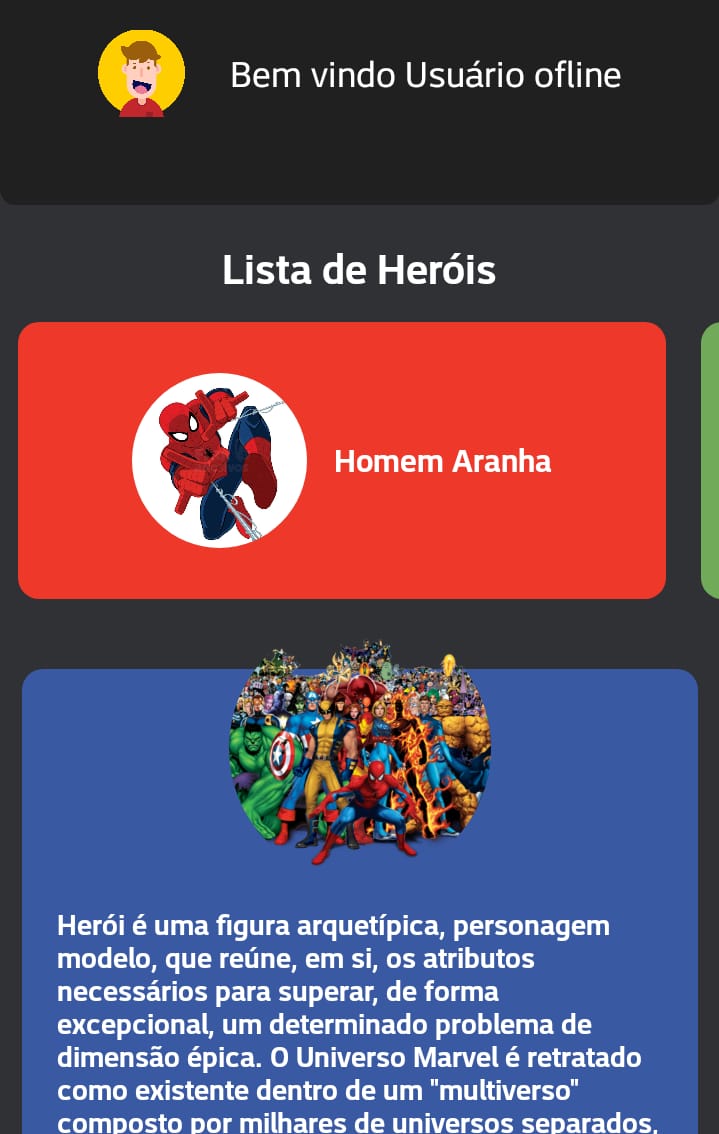 Bem vindo Usuário ofline
Lista de Heróis
Homem Aranha
Herói é uma figura arquetípica, personagem
modelo, que reúne, em si, os atributos
necessários para superar, de forma
excepcional, um determinado problema de
dimensão épica. O Universo Marvel é retratado
como existente dentro de um "multiverso"
composto por milhares de universos separados,